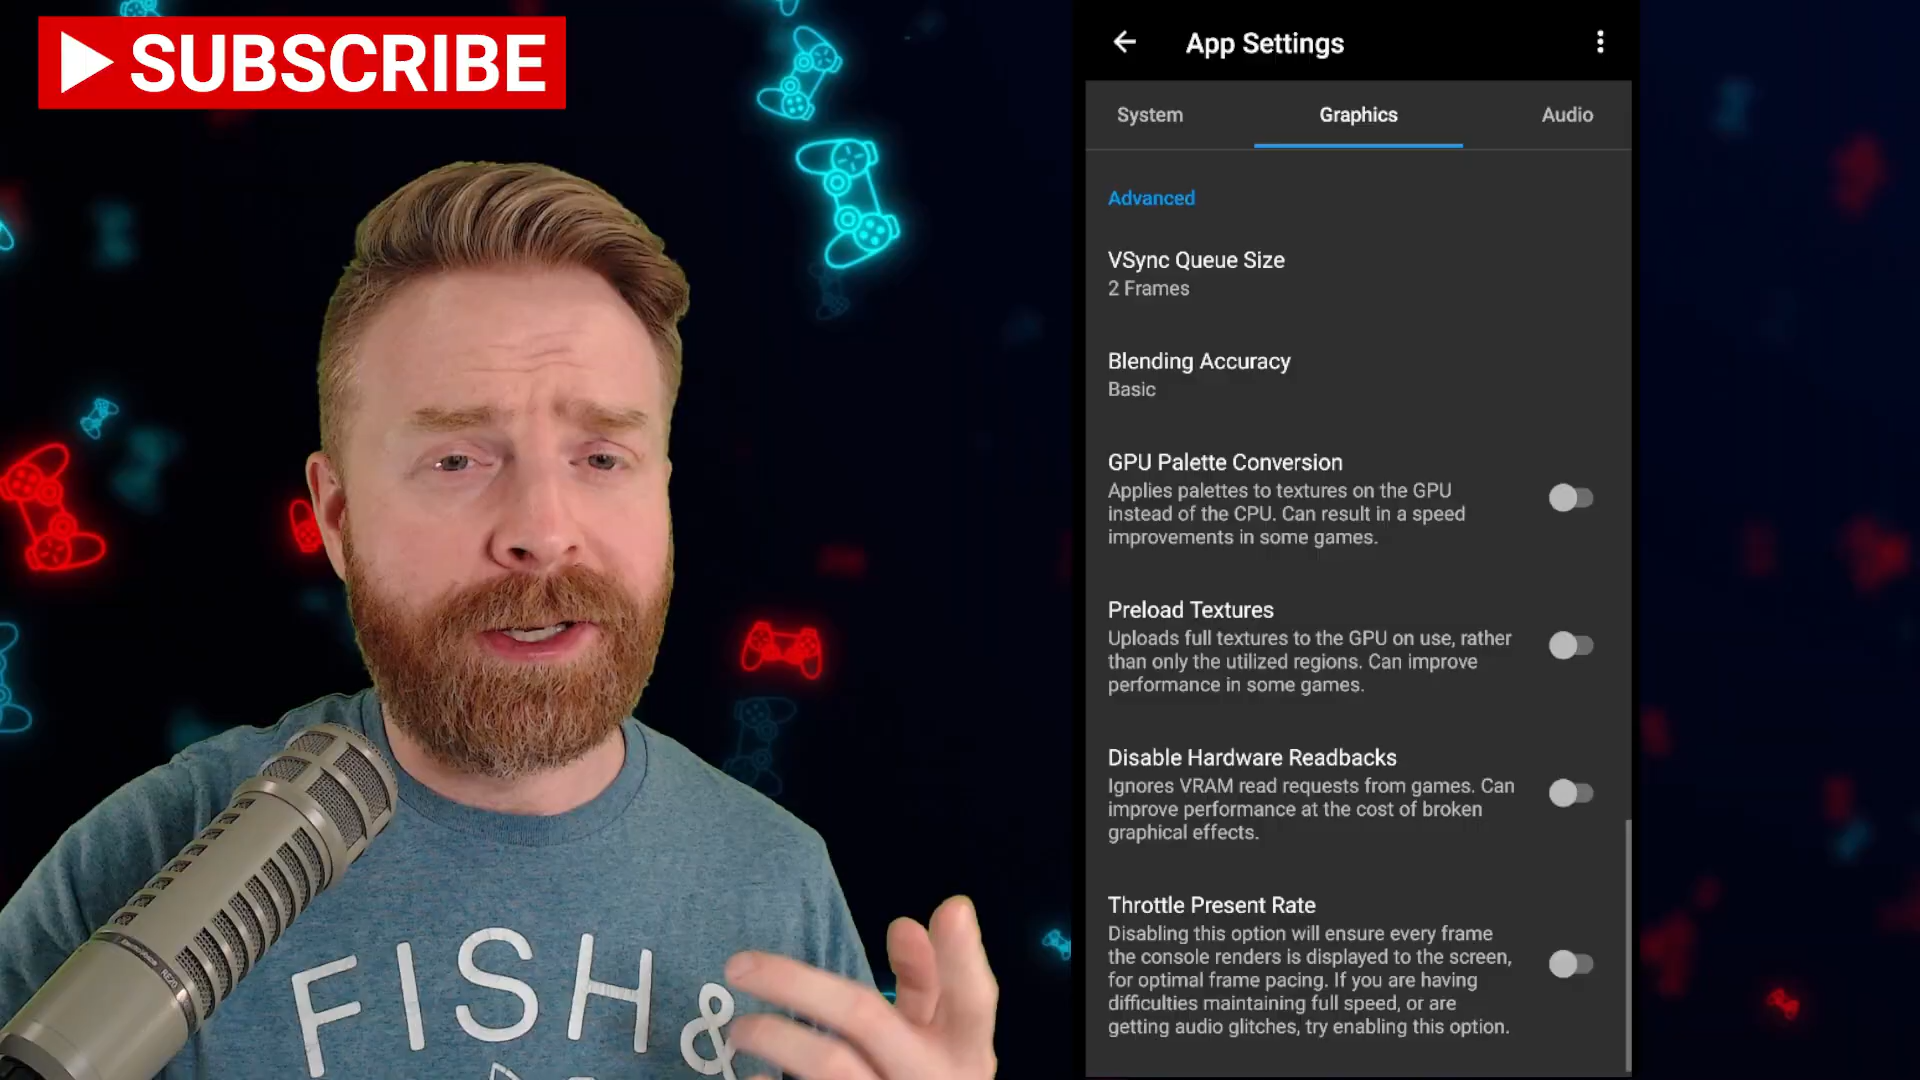 SUBSCRIBE
App Settings
System Graphics Audio
Advanced
VSync Queue Size
2 Frames
Blending Accuracy
Basic
GPU Palette Conversion
Applies palettes to textures on the GPU
instead of the CPU. Can result in a speed
improvements in some games.
Preload Textures
Uploads full textures to the GPU on use, rather
than only the utilized regions. Can improve
performance in some games.
Disable Hardware Readbacks
Ignores VRAM read requests from games. Can
improve performance at the cost of broken
graphical effects.
Throttle Present Rate
Disabling this option will ensure every frame
the console renders is displayed to the screen,
for optimal frame pacing. If you are having
difficulties maintaining full speed, or are
getting audio glitches, try enabling this option.
FISH &
RE20